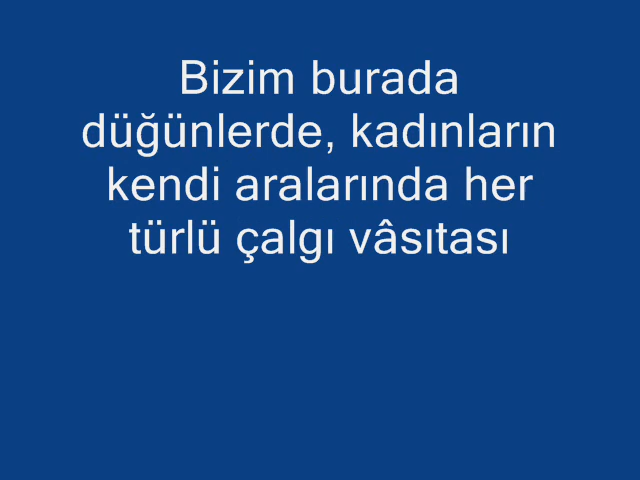 Bizim burada
düğünlerde, kadınların
kendi aralarında her
türlü çalgı vâsıtası